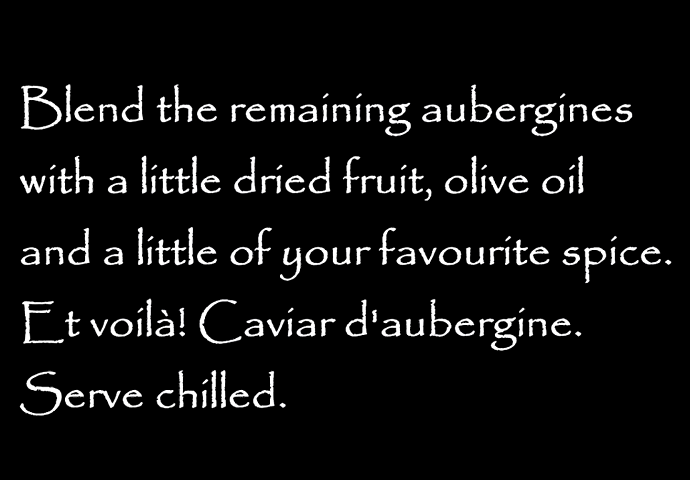 Blend the remaining aubergines
with a little dried fruit, olive oil
and a little of your favourite spice.
Et voilà! Caviar d'aubergine.
Serve chilled.